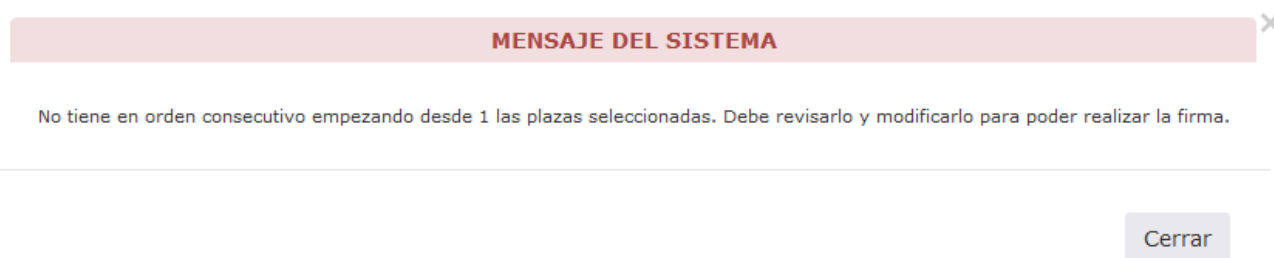 MENSAJE DEL SISTEMA
No tiene en orden consecutivo empezando desde 1 las plazas seleccionadas. Debe revisarlo y modificarlo para poder realizar la firma.
Cerrar